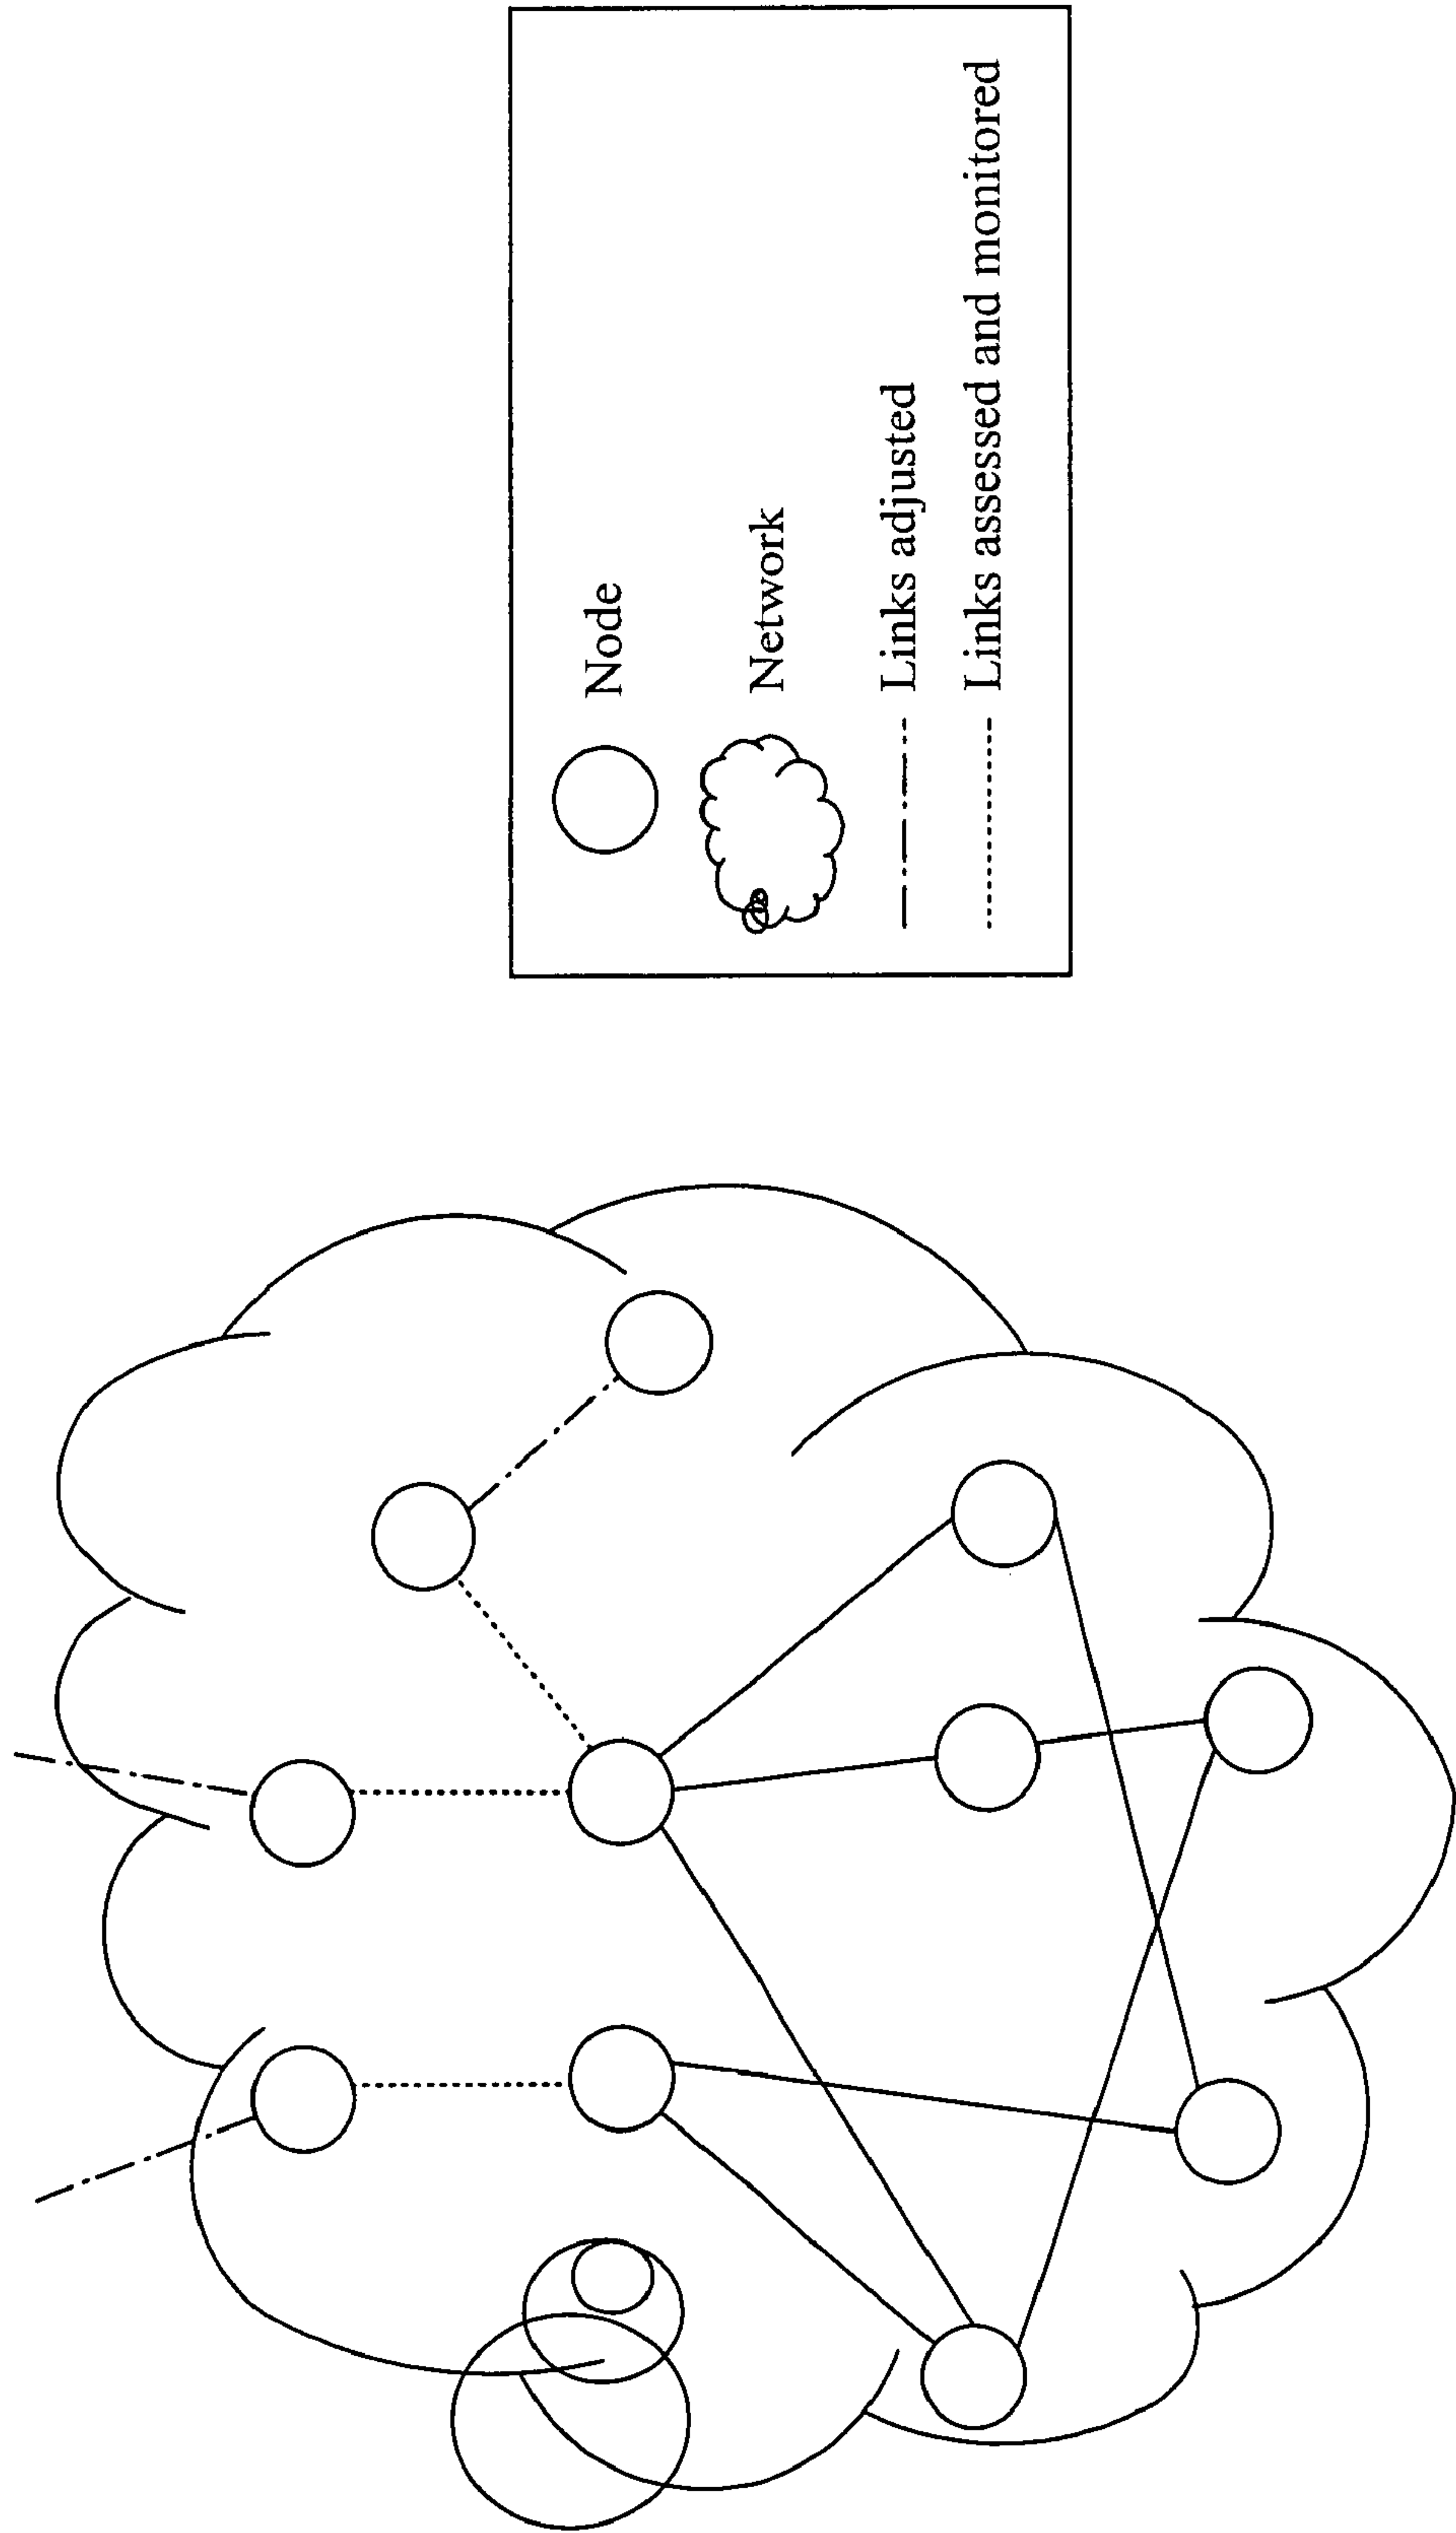 Node
Network
Links adjusted
Links assessed and monitored